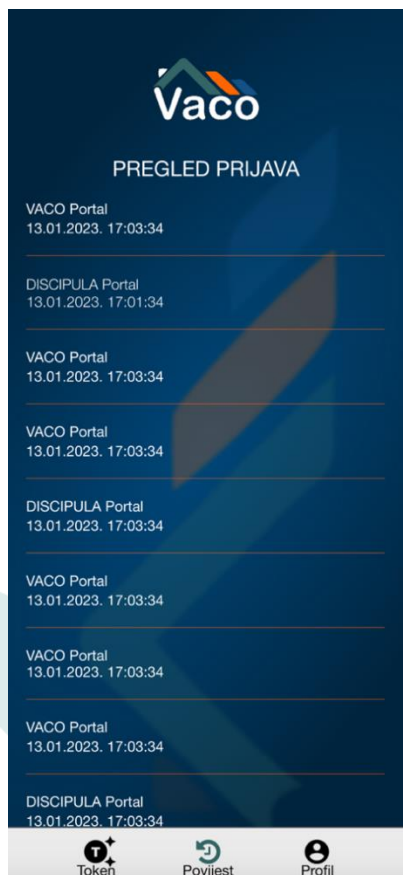 Vaco
PREGLED PRIJAVA
VACO Portal
13.01.2023. 17:03:34
DISCIPULA Portal
13.01.2023. 17:01:34
VACO Portal
13.01.2023. 17:03:34
VACO Portal
13.01.2023. 17:03:34
DISCIPULA Portal
13.01.2023. 17:03:34
VACO Portal
13.01.2023. 17:03:34
VACO Portal
13.01.2023. 17:03:34
VACO Portal
13.01.2023. 17:03:34
DISCIPULA Portal
13.01.2023. 17:03:34
T
Token Povijest Profil